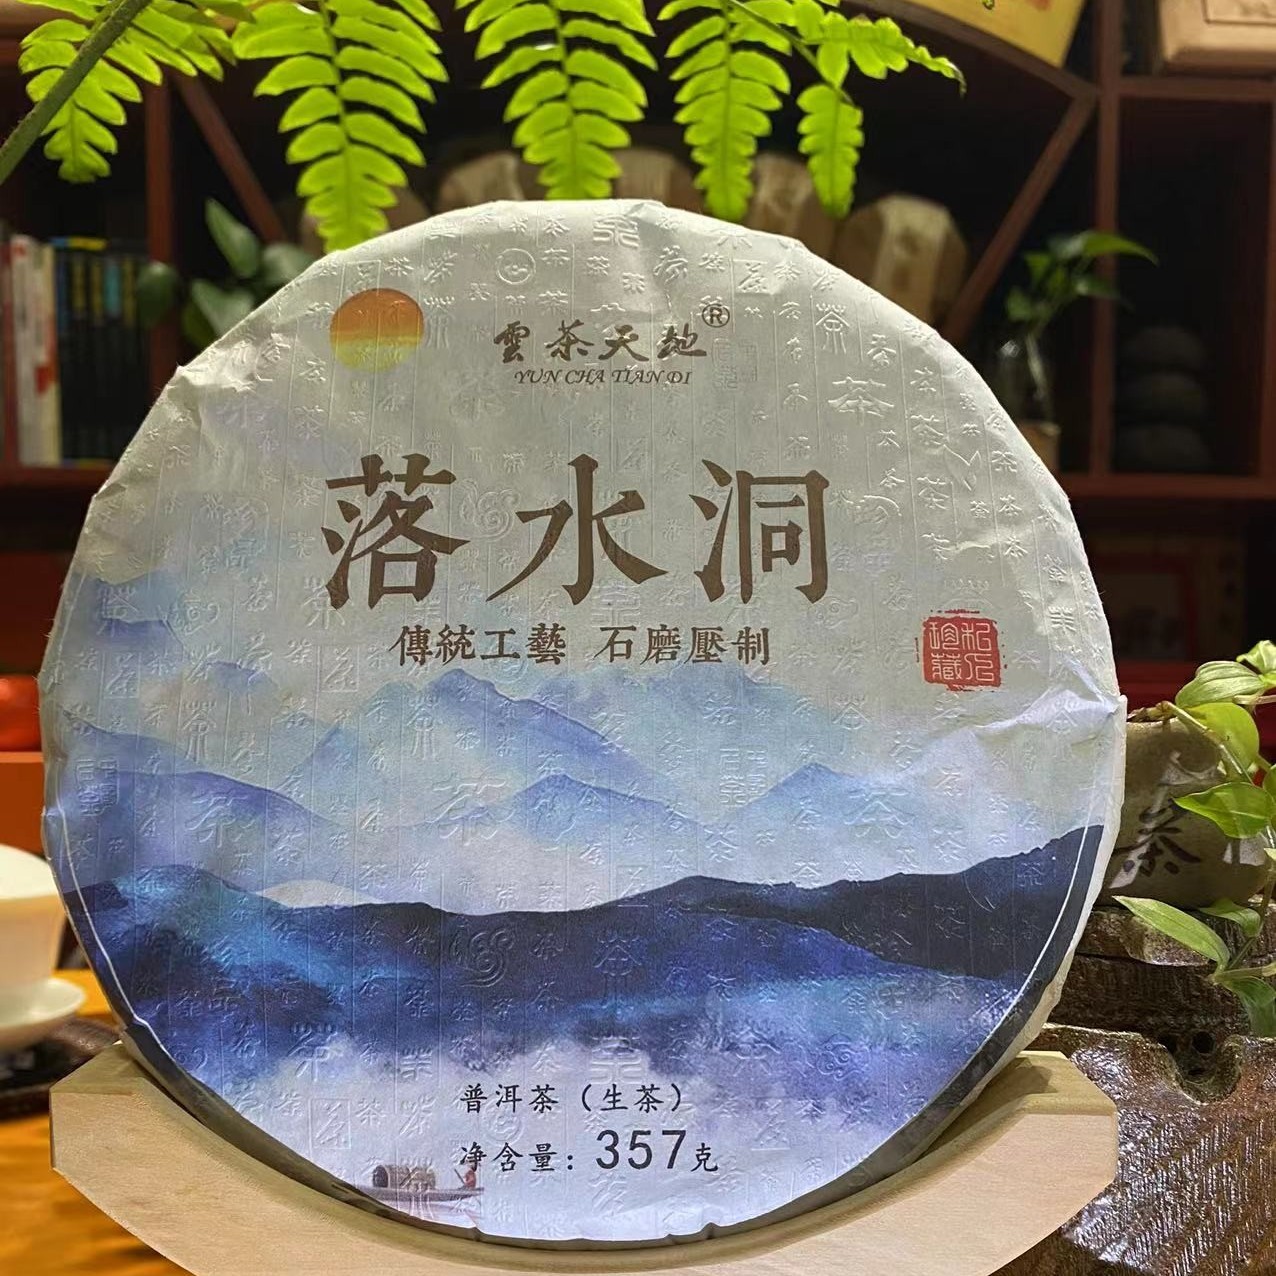 雲茶天地®
YUN CHA TIAN DI
落水洞
傳統工藝 石磨壓制
珍藏
普洱茶（生茶）
净含量：357克
茶